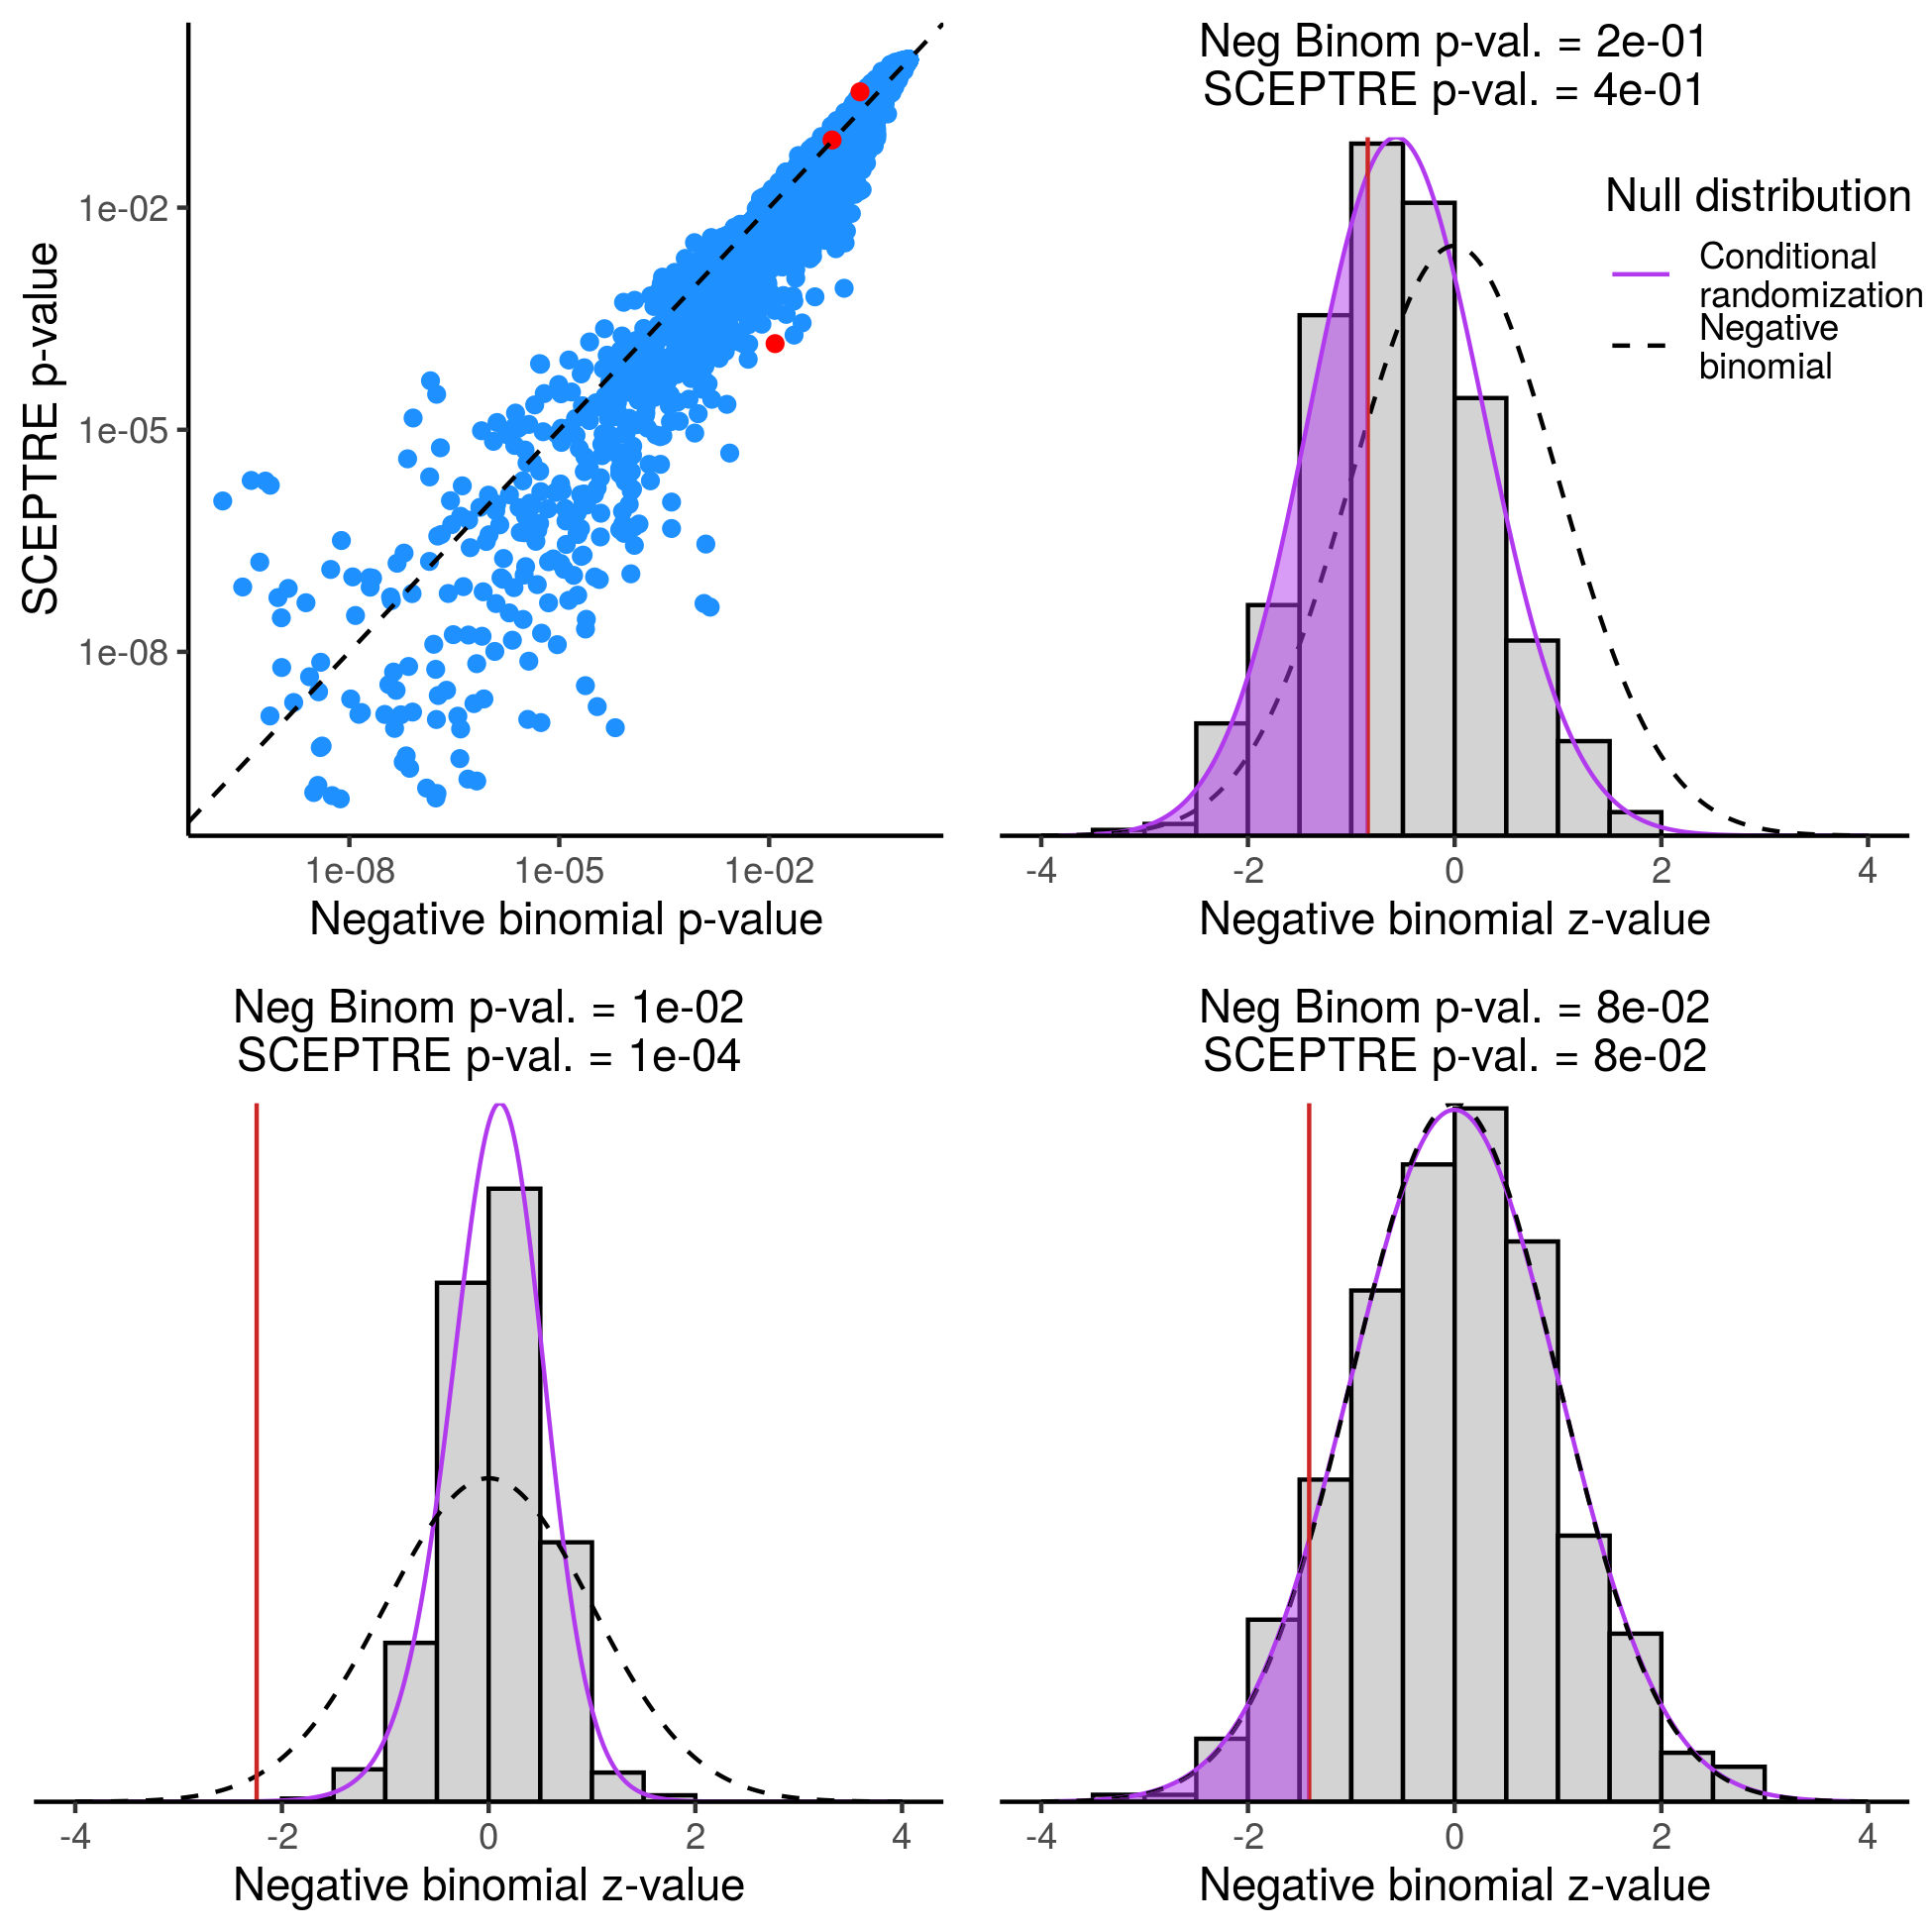 SCEPTRE p-value
1e-02
1e-05
1e-08
1e-08 1e-05 1e-02
Negative binomial p-value
Neg Binom p-val. = 2e-01
SCEPTRE p-val. = 4e-01
Null distribution
Conditional
randomization
Negative
binomial
-4 -2 0 2 4
Negative binomial z-value
Neg Binom p-val. = 1e-02
SCEPTRE p-val. = 1e-04
-4 -2 0 2 4
Negative binomial z-value
Neg Binom p-val. = 8e-02
SCEPTRE p-val. = 8e-02
-4 -2 0 2 4
Negative binomial z-value